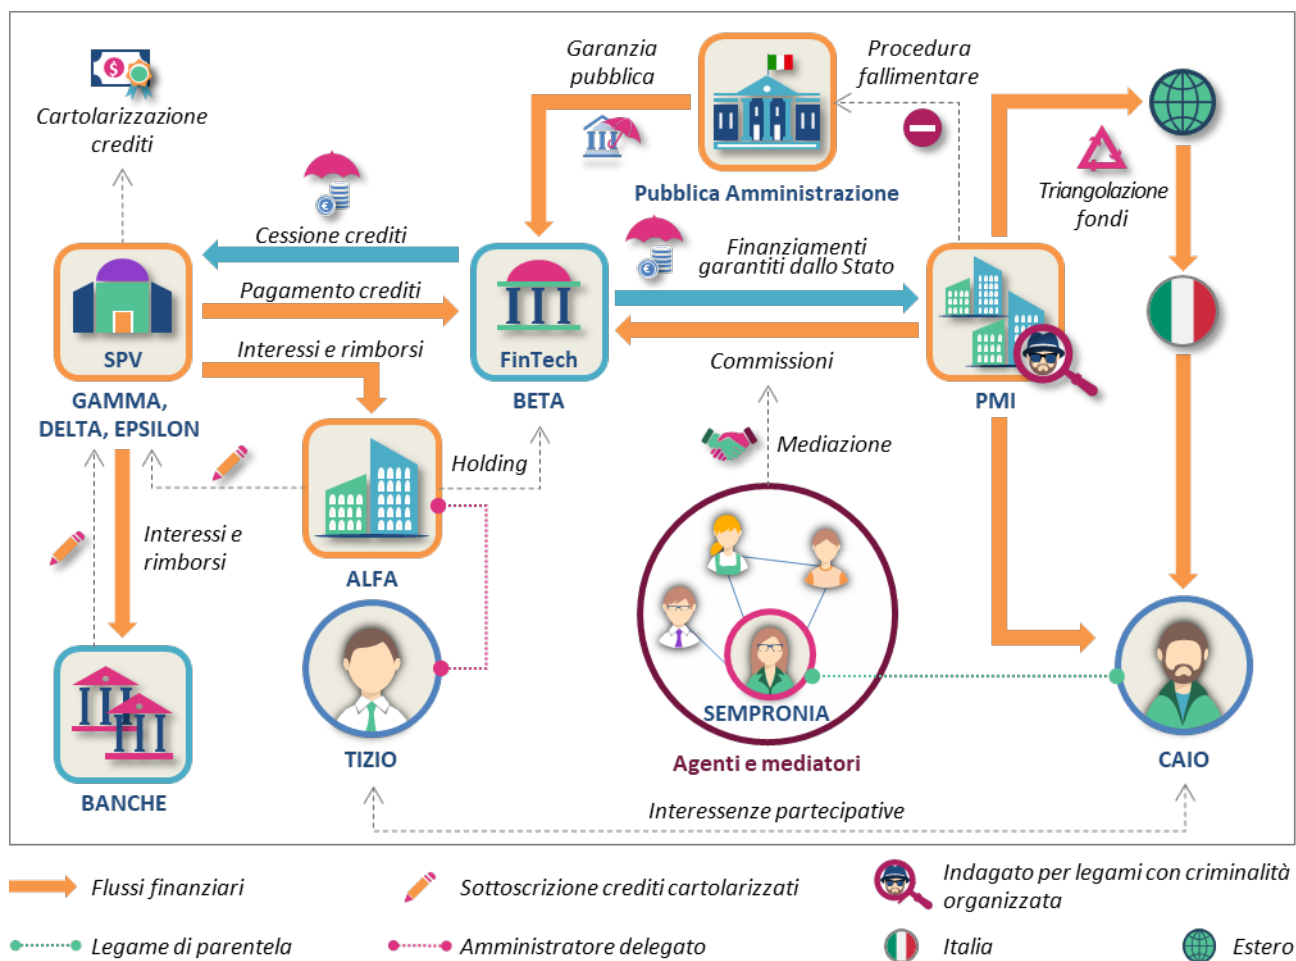 Garanzia
pubblica
Procedura
fallimentare
Estero
Cartolarizzazione
crediti
Pubblica Amministrazione
Triangolazione
fondi
Cessione crediti
Finanziamenti
garantiti dallo Stato
Pagamento crediti
Interessi e rimborsi
SPV
FinTech
Commissioni
GAMMA,
DELTA, EPSILON
BETA
PMI
Mediazione
Holding
Interessi e
rimborsi
ALFA
SEMPRONIA
Agenti e mediatori
TIZIO
CAIO
BANCHE
Interessenze partecipative
Flussi finanziari
Sottoscrizione crediti cartolarizzati
Indagato per legami con criminalità
organizzata
Legame di parentela
Amministratore delegato
Italia
Estero